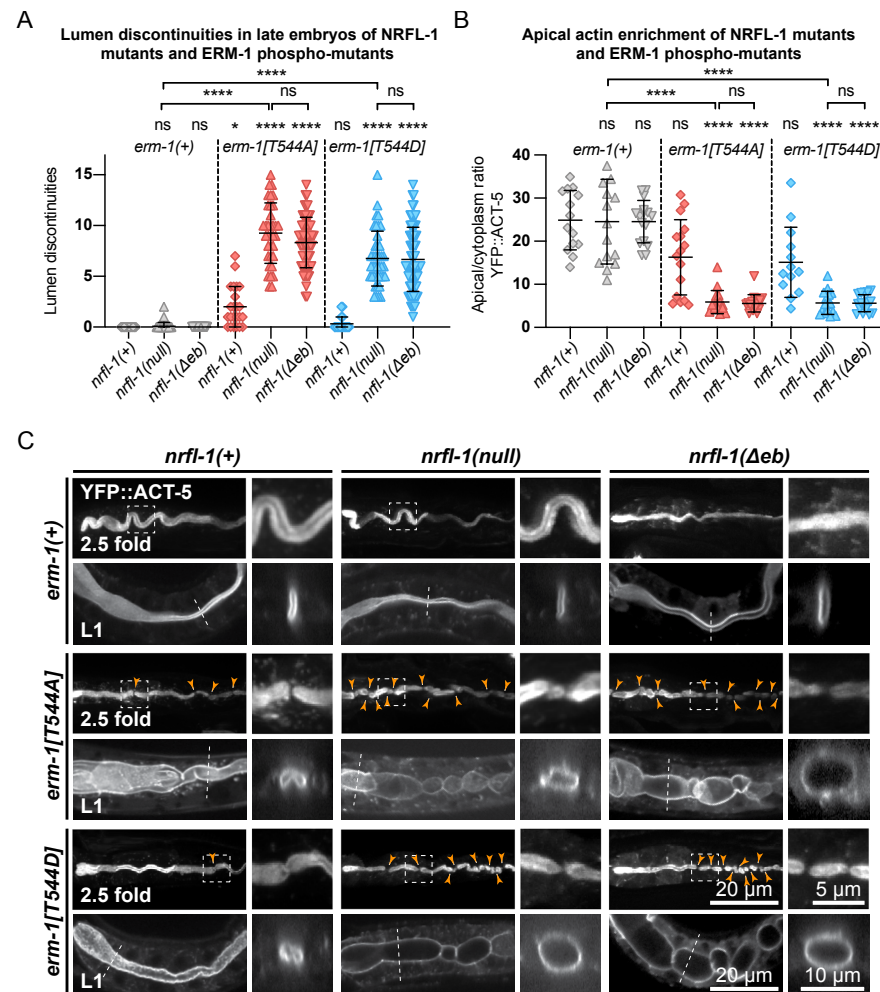 A
Lumen discontinuities in late embryos of NRFL-1
mutants and ERM-1 phospho-mutants
****
**** ns ns
ns ns * **** **** ns **** ****
erm-1(+) erm-1[T544A] erm-1[T544D]
Lumen discontinuities
15
10
5
0
nrfl-1(+) nrfl-1(null) nrfl-1(Δeb) nrfl-1(+) nrfl-1(null) nrfl-1(Δeb) nrfl-1(+) nrfl-1(null) nrfl-1(Δeb)
B
Apical actin enrichment of NRFL-1 mutants
and ERM-1 phospho-mutants
****
**** ns ns
ns ns ns **** **** ns **** ****
erm-1(+) erm-1[T544A] erm-1[T544D]
Apical/cytoplasm ratio
YFP::ACT-5
40
30
20
10
0
nrfl-1(+) nrfl-1(null) nrfl-1(Δeb) nrfl-1(+) nrfl-1(null) nrfl-1(Δeb) nrfl-1(+) nrfl-1(null) nrfl-1(Δeb)
C
nrfl-1(+) nrfl-1(null) nrfl-1(Δeb)
erm-1(+)
YFP::ACT-5
2.5 fold
L1
erm-1[T544A]
2.5 fold
L1
erm-1[T544D]
2.5 fold
20 µm 5 µm
L1
20 µm 10 µm